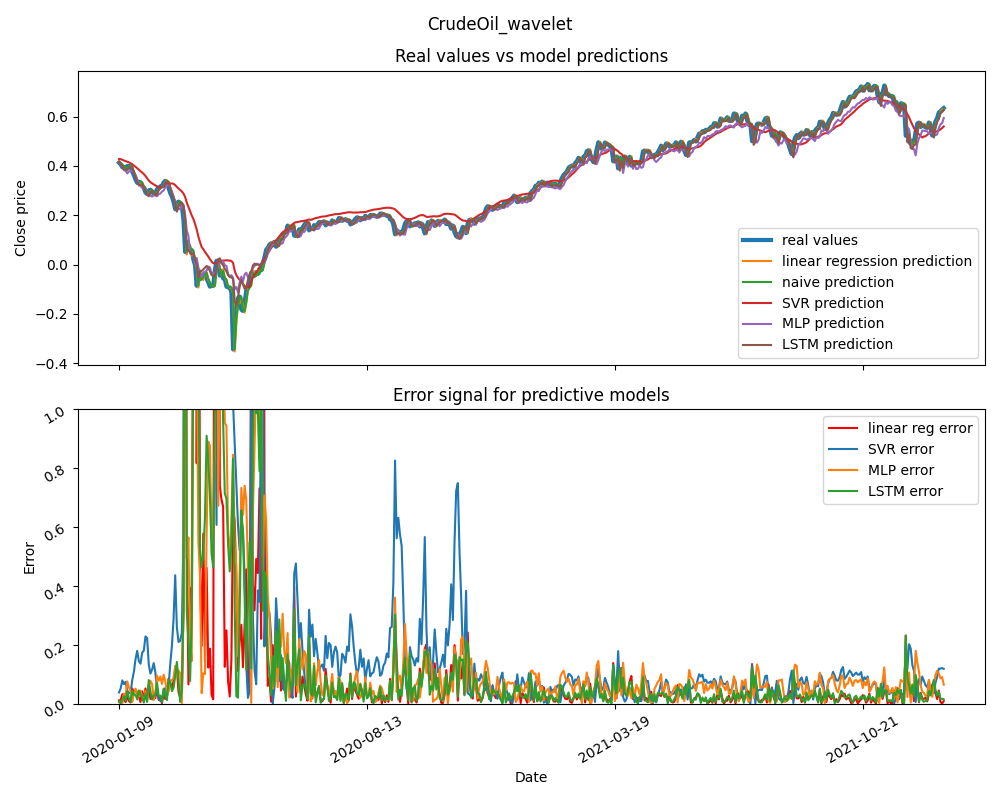 CrudeOil_wavelet
Real values vs model predictions
Close price
0.6
0.4
0.2
0.0
−0.2
−0.4
real values
linear regression prediction
naive prediction
SVR prediction
MLP prediction
LSTM prediction
Error signal for predictive models
Error
1.0
0.8
0.6
0.4
0.2
0.0
linear reg error
SVR error
MLP error
LSTM error
2020-01-09
2020-08-13
2021-03-19
2021-10-21
Date